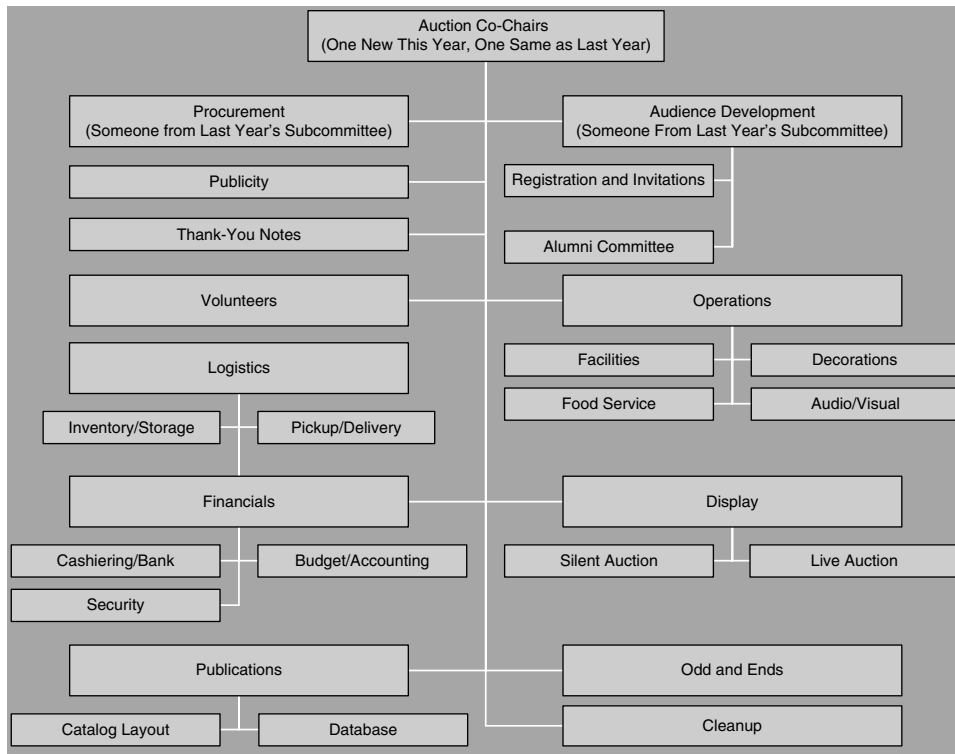 Auction Co-Chairs
(One New This Year, One Same as Last Year)
Procurement
(Someone from Last Year's Subcommittee)
Audience Development
(Someone From Last Year's Subcommittee)
Publicity
Registration and Invitations
Thank-You Notes
Alumni Committee
Volunteers
Operations
Logistics
Facilities
Decorations
Food Service
Audio/Visual
Inventory/Storage
Pickup/Delivery
Financials
Display
Cashiering/Bank
Budget/Accounting
Silent Auction
Live Auction
Security
Publications
Odd and Ends
Catalog Layout
Database
Cleanup